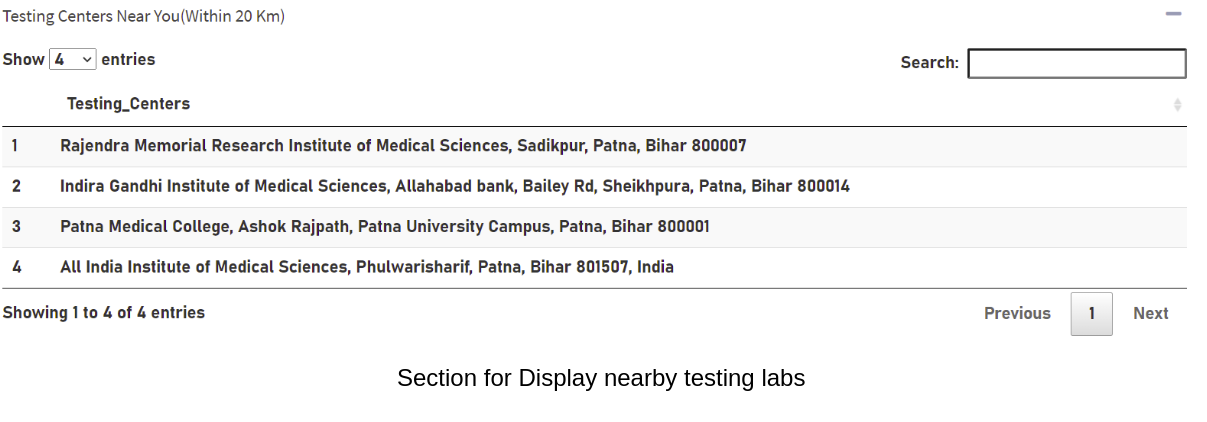 Testing Centers Near You(Within 20 Km)
Show 4 entries
Search:
Testing_Centers
1 Rajendra Memorial Research Institute of Medical Sciences, Sadikpur, Patna, Bihar 800007
2 Indira Gandhi Institute of Medical Sciences, Allahabad bank, Bailey Rd, Sheikhpura, Patna, Bihar 800014
3 Patna Medical College, Ashok Rajpath, Patna University Campus, Patna, Bihar 800001
4 All India Institute of Medical Sciences, Phulwarisharif, Patna, Bihar 801507, India
Showing 1 to 4 of 4 entries
Previous 1 Next
Section for Display nearby testing labs